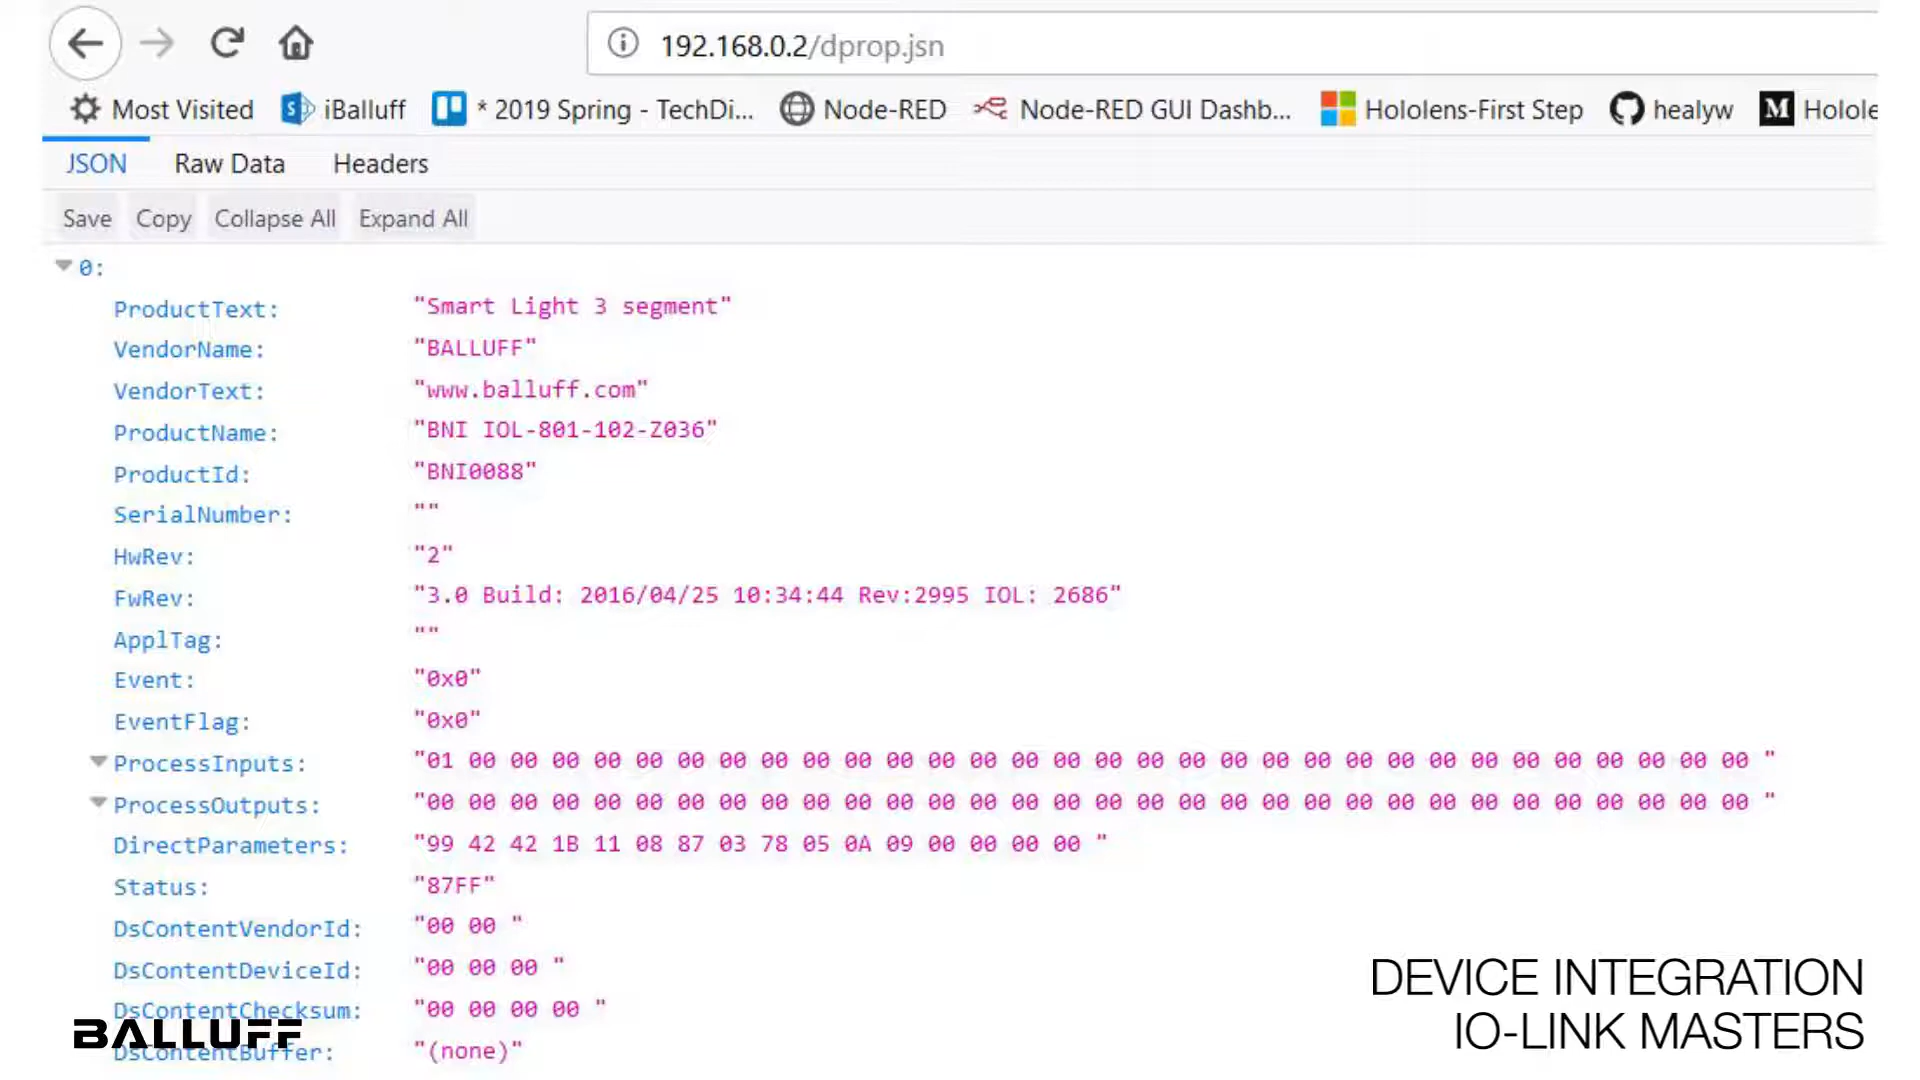 192.168.0.2/dprop.jsn
Most Visited iBalluff * 2019 Spring - TechDi... Node-RED Node-RED GUI Dashb... Hololens-First Step healyw Holole
JSON Raw Data Headers
Save Copy Collapse All Expand All
0:
ProductText: "Smart Light 3 segment"
VendorName: "BALLUFF"
VendorText: "www.balluff.com"
ProductName: "BNI IOL-801-102-Z036"
ProductId: "BNI0088"
SerialNumber: ""
HwRev: "2"
FwRev: "3.0 Build: 2016/04/25 10:34:44 Rev:2995 IOL: 2686"
ApplTag: ""
Event: "0x0"
EventFlag: "0x0"
ProcessInputs: "01 00 00 00 00 00 00 00 00 00 00 00 00 00 00 00 00 00 00 00 00 00 00 00 00 00 00 00 00 00 00 00 "
ProcessOutputs: "00 00 00 00 00 00 00 00 00 00 00 00 00 00 00 00 00 00 00 00 00 00 00 00 00 00 00 00 00 00 00 00 "
DirectParameters: "99 42 42 1B 11 08 87 03 78 05 0A 09 00 00 00 00 "
Status: "87FF"
DsContentVendorId: "00 00 "
DsContentDeviceId: "00 00 00 "
DsContentChecksum: "00 00 00 00 "
DsContentBuffer: "(none)"
BALLUFF
DEVICE INTEGRATION
IO-LINK MASTERS